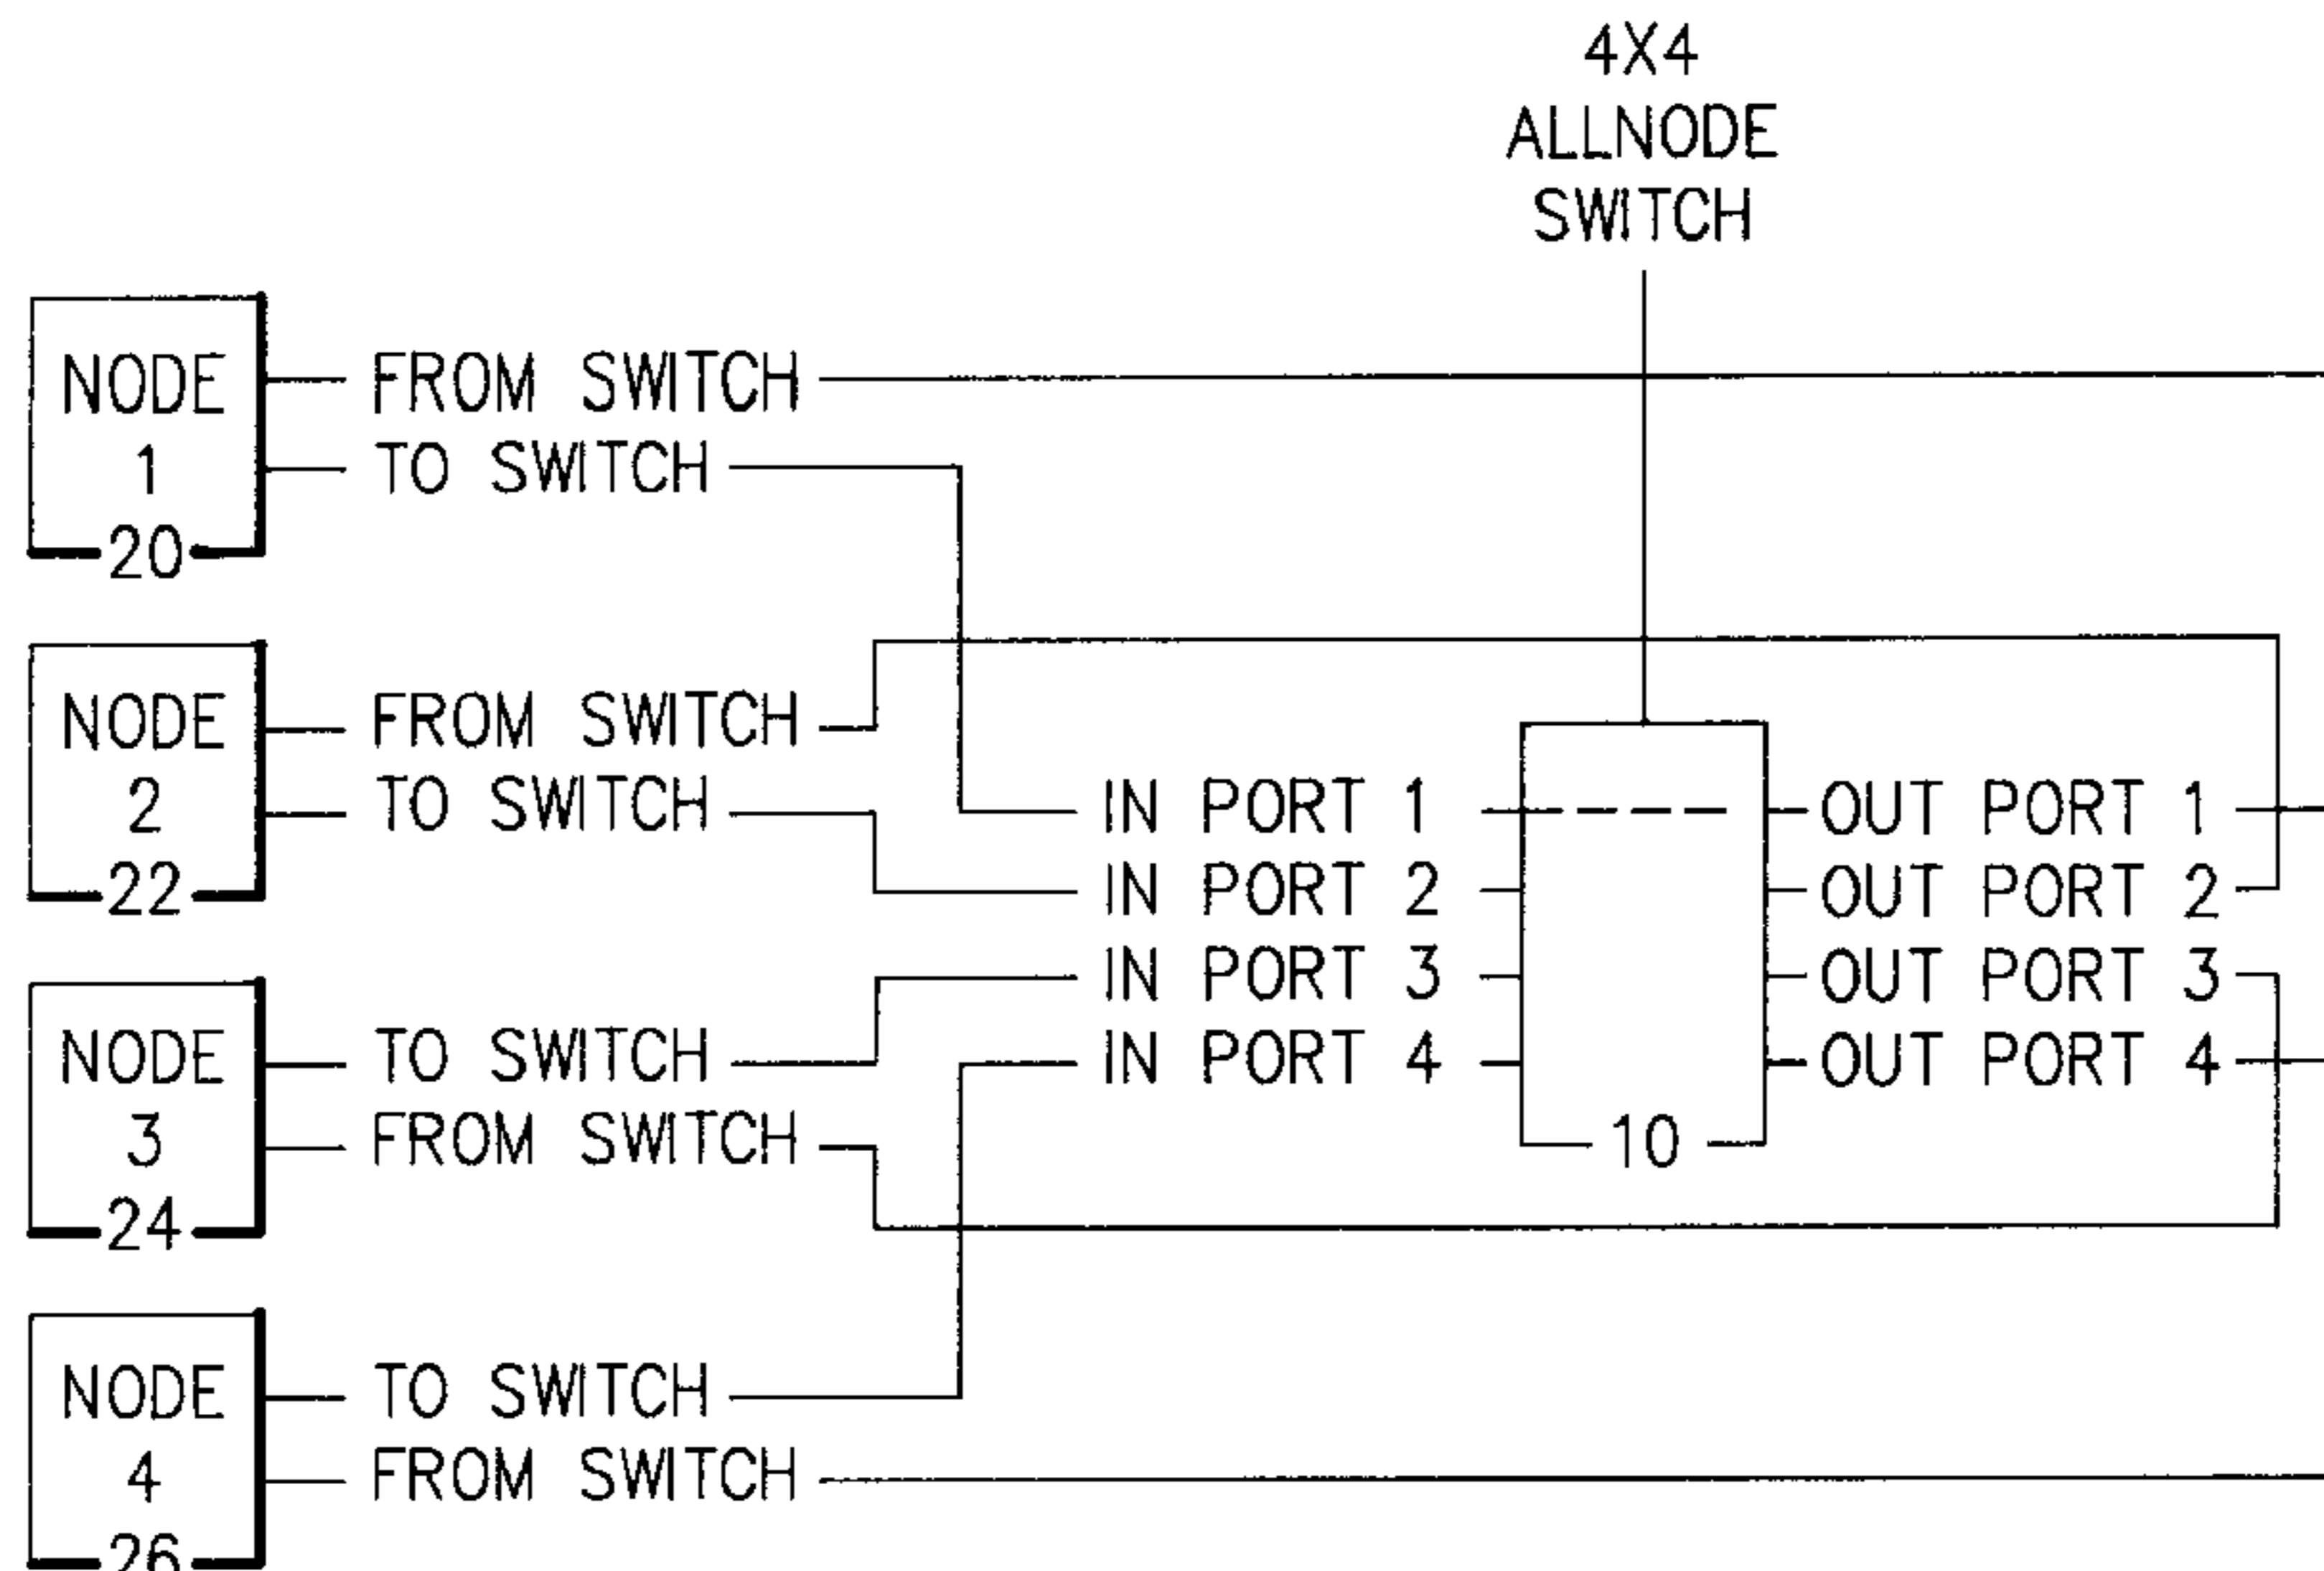 4X4
ALLNODE
SWITCH
NODE
1
20
FROM SWITCH
TO SWITCH
NODE
2
22
FROM SWITCH
TO SWITCH
NODE
3
24
TO SWITCH
FROM SWITCH
NODE
4
26
TO SWITCH
FROM SWITCH
IN PORT 1
IN PORT 2
IN PORT 3
IN PORT 4
10
OUT PORT 1
OUT PORT 2
OUT PORT 3
OUT PORT 4